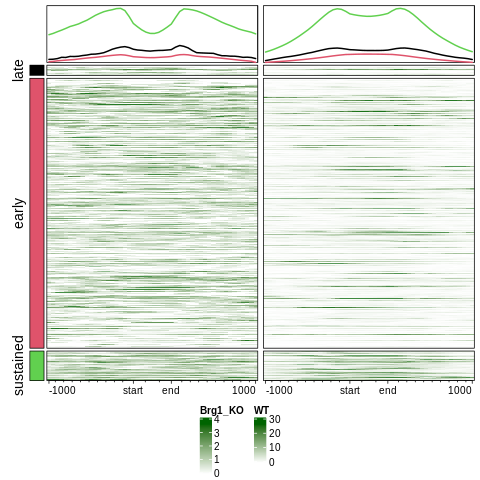 late
early
sustained
-1000 start end 1000
-1000 start end 1000
Brg1_KO
4
3
2
1
0
WT
30
20
10
0